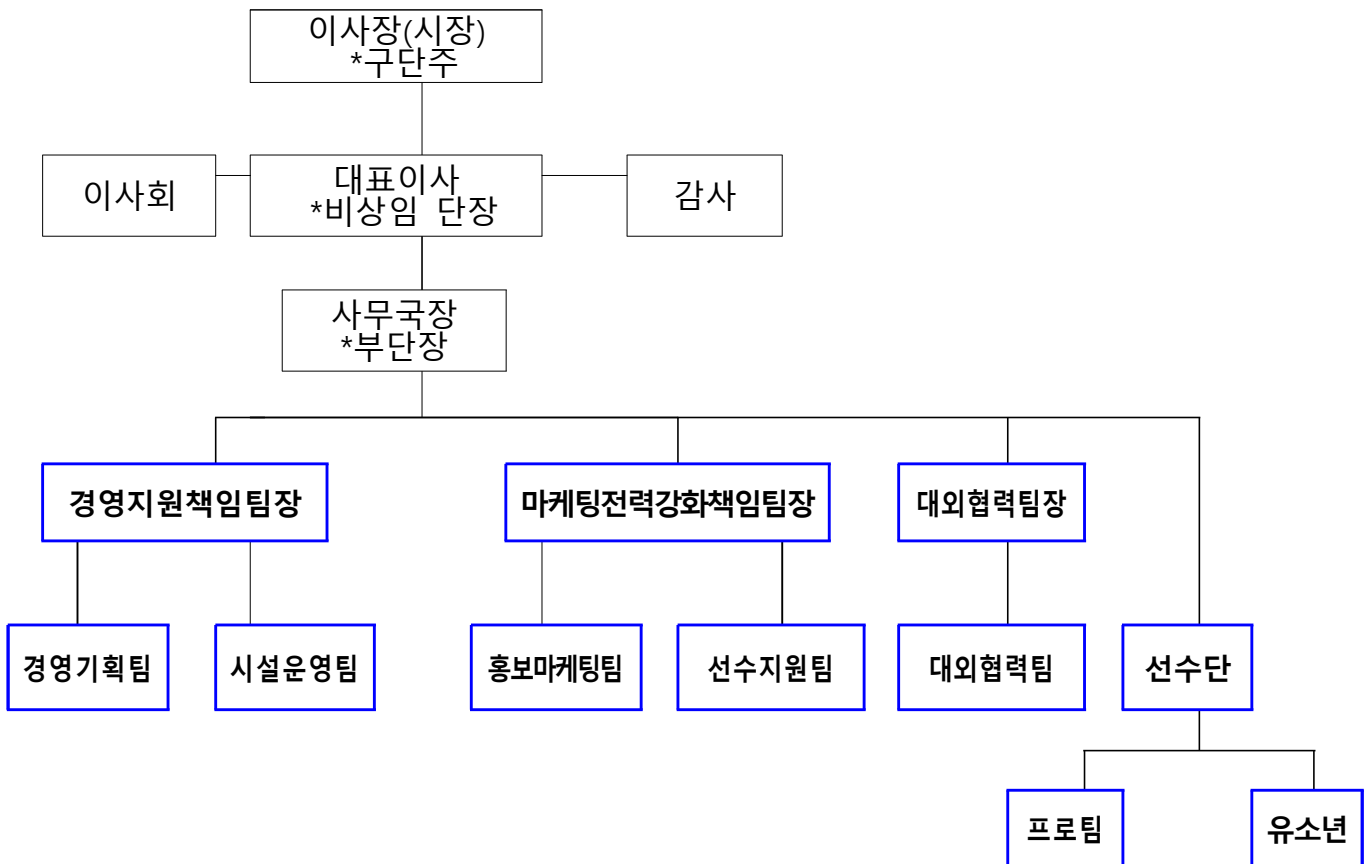 이사장(시장)
*구단주
이사회
대표이사
*비상임 단장
감사
사무국장
*부단장
경영지원책임팀장
마케팅전력강화책임팀장
대외협력팀장
경영기획팀
시설운영팀
홍보마케팅팀
선수지원팀
대외협력팀
선수단
프로팀
유소년